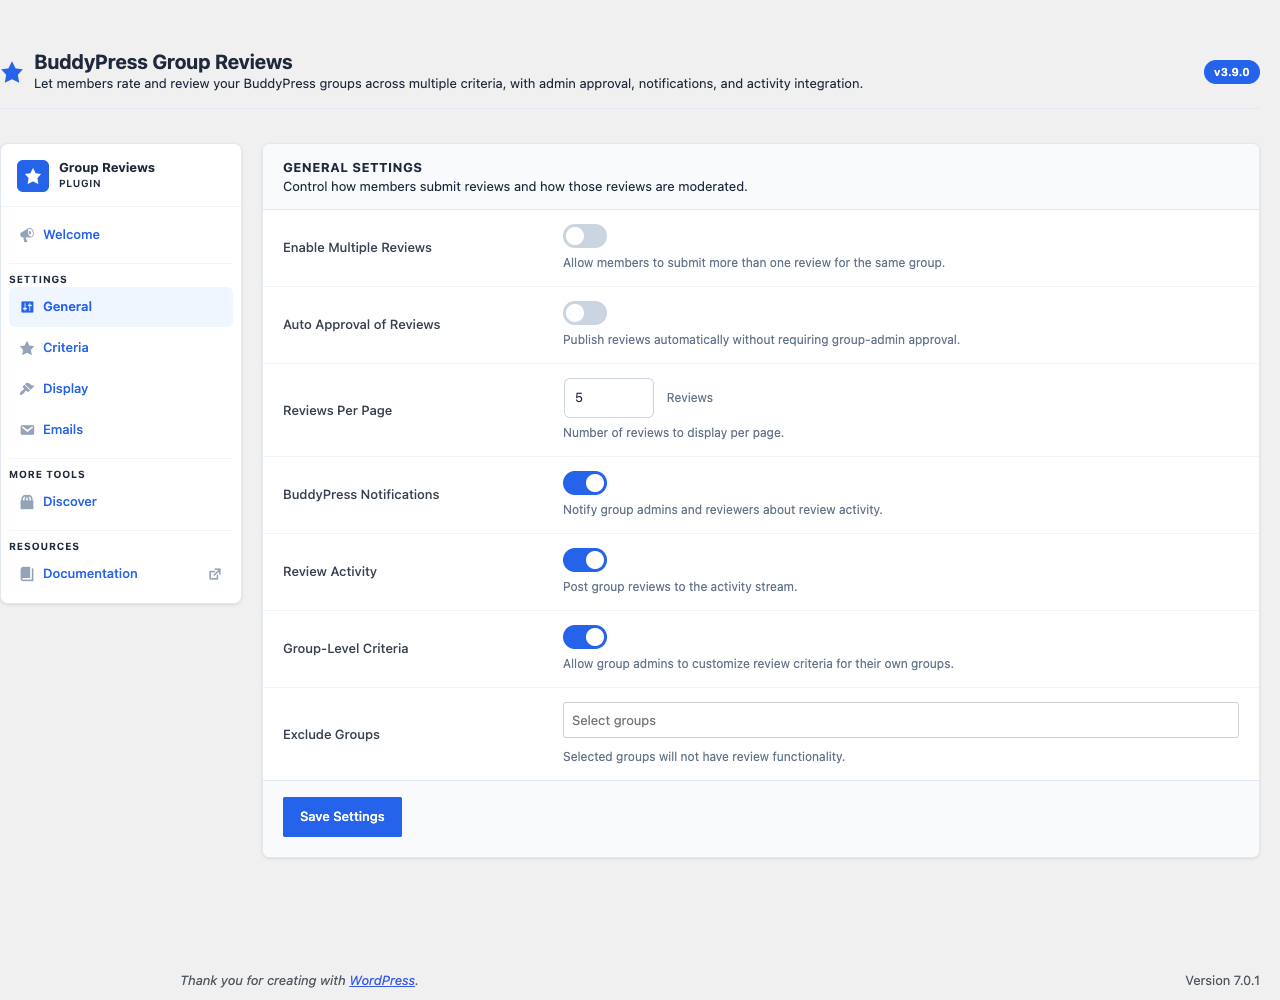 BuddyPress Group Reviews
Let members rate and review your BuddyPress groups across multiple criteria, with admin approval, notifications, and activity integration.
v3.9.0
Group Reviews
PLUGIN
Welcome
SETTINGS
General
Criteria
Display
Emails
MORE TOOLS
Discover
RESOURCES
Documentation
GENERAL SETTINGS
Control how members submit reviews and how those reviews are moderated.
Enable Multiple Reviews
Allow members to submit more than one review for the same group.
Auto Approval of Reviews
Publish reviews automatically without requiring group-admin approval.
Reviews Per Page
5 Reviews
Number of reviews to display per page.
BuddyPress Notifications
Notify group admins and reviewers about review activity.
Review Activity
Post group reviews to the activity stream.
Group-Level Criteria
Allow group admins to customize review criteria for their own groups.
Exclude Groups
Select groups
Selected groups will not have review functionality.
Save Settings
Thank you for creating with WordPress.
Version 7.0.1